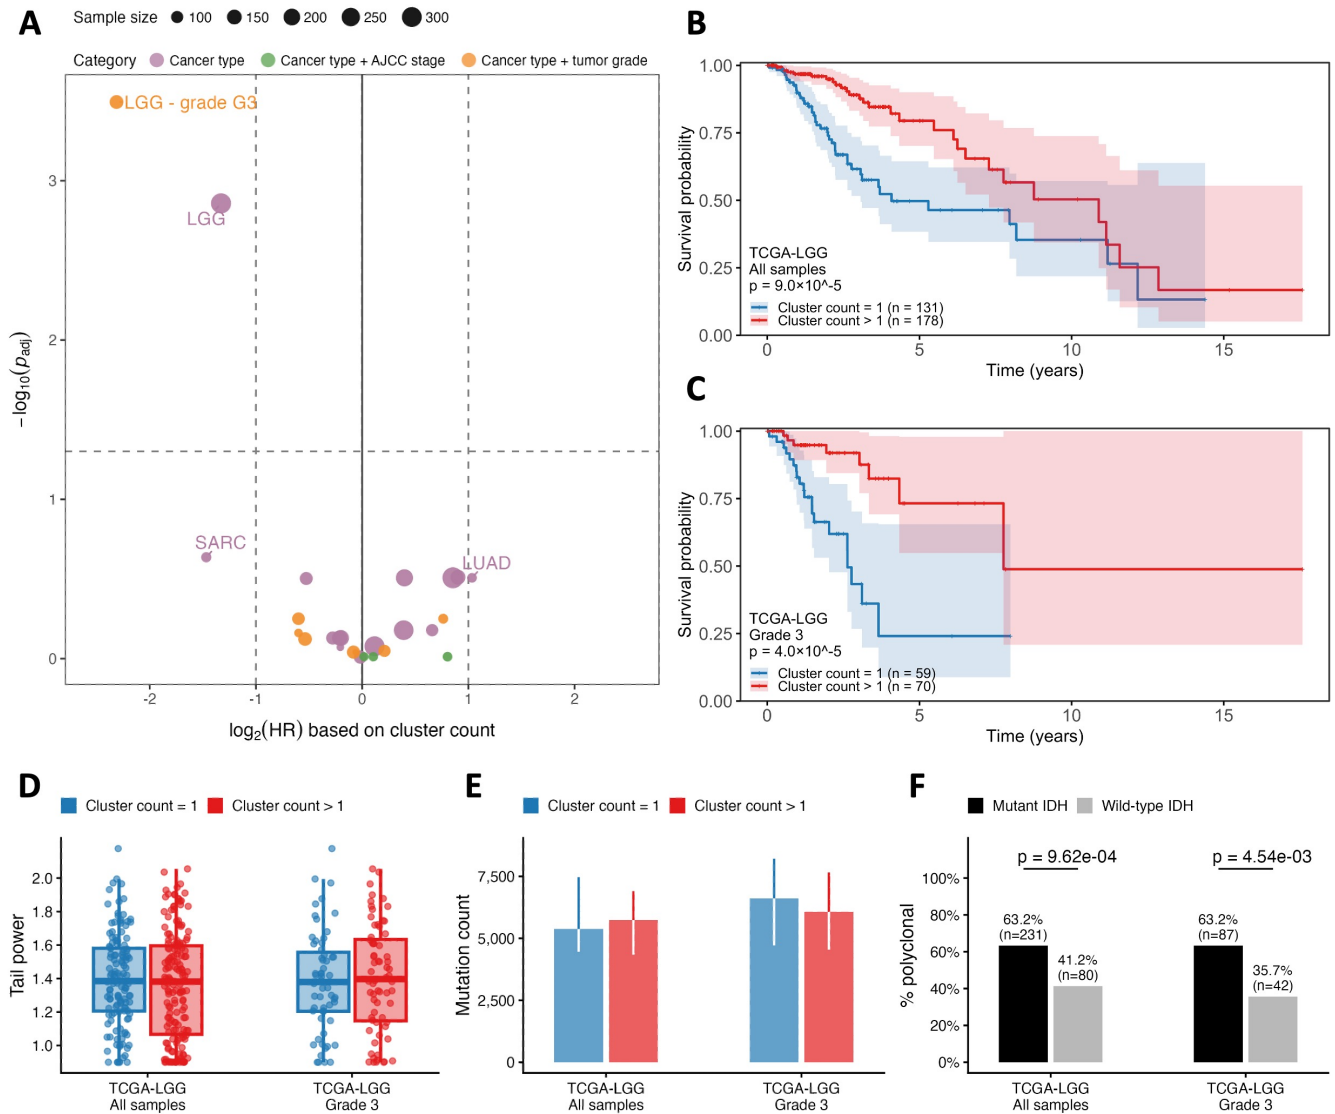 A
Sample size 100 150 200 250 300
Category Cancer type Cancer type + AJCC stage Cancer type + tumor grade
LGG - grade G3
LGG
SARC
LUAD
3
2
1
0
-2 -1 0 1 2
−log10(padj)
log2(HR) based on cluster count
B
1.00
0.75
0.50
0.25
0.00
Survival probability
TCGA-LGG
All samples
p = 9.0×10^-5
Cluster count = 1 (n = 131)
Cluster count > 1 (n = 178)
0 5 10 15
Time (years)
C
1.00
0.75
0.50
0.25
0.00
Survival probability
TCGA-LGG
Grade 3
p = 4.0×10^-5
Cluster count = 1 (n = 59)
Cluster count > 1 (n = 70)
0 5 10 15
Time (years)
D
Cluster count = 1 Cluster count > 1
2.0
1.8
1.6
1.4
1.2
1.0
Tail power
TCGA-LGG
All samples
TCGA-LGG
Grade 3
E
Cluster count = 1 Cluster count > 1
7,500
5,000
2,500
0
Mutation count
TCGA-LGG
All samples
TCGA-LGG
Grade 3
F
Mutant IDH Wild-type IDH
p = 9.62e-04 p = 4.54e-03
100%
80%
60%
40%
20%
0%
% polyclonal
63.2%
(n=231)
41.2%
(n=80)
63.2%
(n=87)
35.7%
(n=42)
TCGA-LGG
All samples
TCGA-LGG
Grade 3